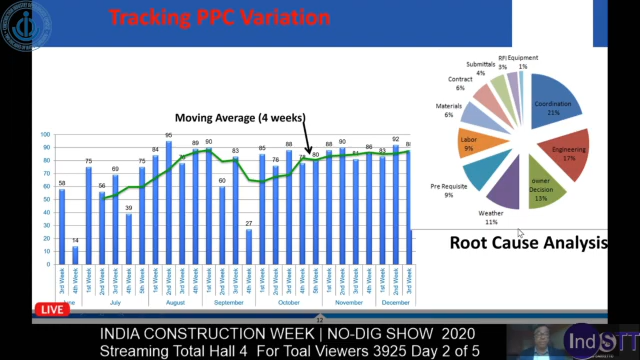 Tracking PPC Variation
Moving Average (4 weeks)
100
90
80
70
60
50
40
30
20
10
0
58
14
75
56
69
39
75
84
95
78
89
90
60
83
27
85
76
88
78
80
88
90
81
86
83
92
88
3rd Week
4th Week
1st Week
2nd Week
3rd Week
4th Week
1st Week
1st Week
2nd Week
3rd Week
4th Week
1st Week
2nd Week
3rd Week
4th Week
1st Week
2nd Week
3rd Week
4th Week
5th Week
1st Week
2nd Week
3rd Week
4th Week
1st Week
2nd Week
3rd Week
July
August
September
October
November
December
Equipment
1%
RFI
3%
Submittals
4%
Contract
6%
Materials
6%
Labor
9%
Pre Requisite
9%
Weather
11%
owner
Decision
13%
Engineering
17%
Coordination
21%
Root Cause Analysis
LIVE
12
INDIA CONSTRUCTION WEEK | NO-DIG SHOW 2020
Streaming Total Hall 4 For Toal Viewers 3925 Day 2 of 5